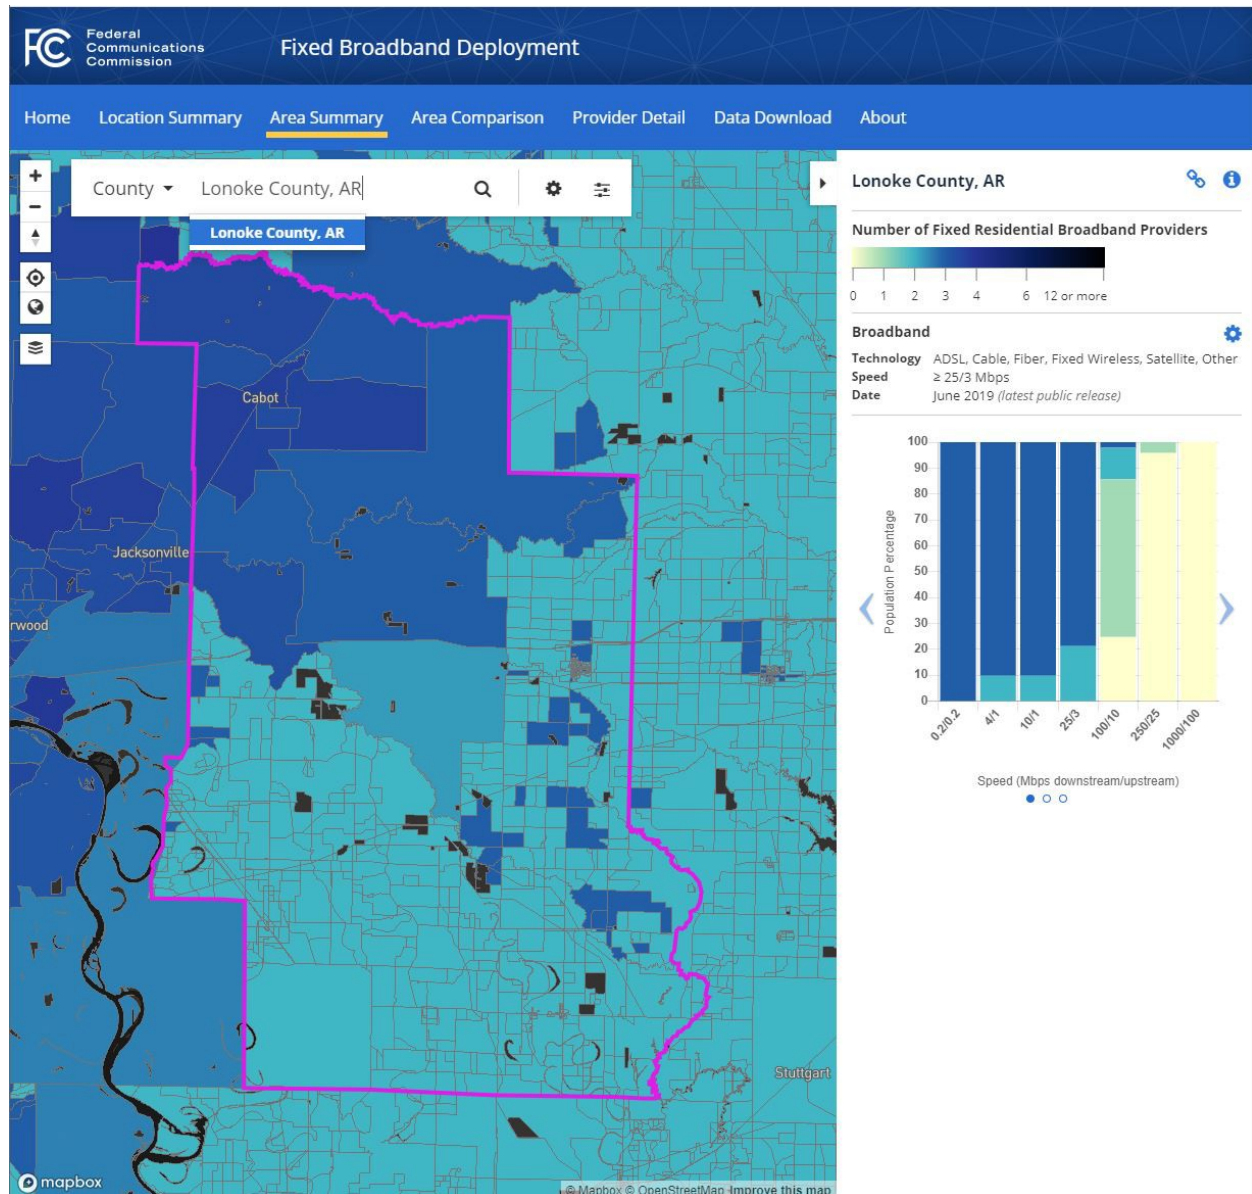 FCC
Federal
Communications
Commission
Fixed Broadband Deployment
Home Location Summary Area Summary Area Comparison Provider Detail Data Download About
County Lonoke County, AR
Lonoke County, AR
Cabot
Jacksonville
rwood
Stuttgart
mapbox
© Mapbox © OpenStreetMap Improve this map
Lonoke County, AR
Number of Fixed Residential Broadband Providers
0 1 2 3 4 6 12 or more
Broadband
Technology ADSL, Cable, Fiber, Fixed Wireless, Satellite, Other
Speed ≥ 25/3 Mbps
Date June 2019 (latest public release)
Population Percentage
100
90
80
70
60
50
40
30
20
10
0
0.2/0.2 4/1 10/1 25/3 100/10 250/25 1000/100
Speed (Mbps downstream/upstream)